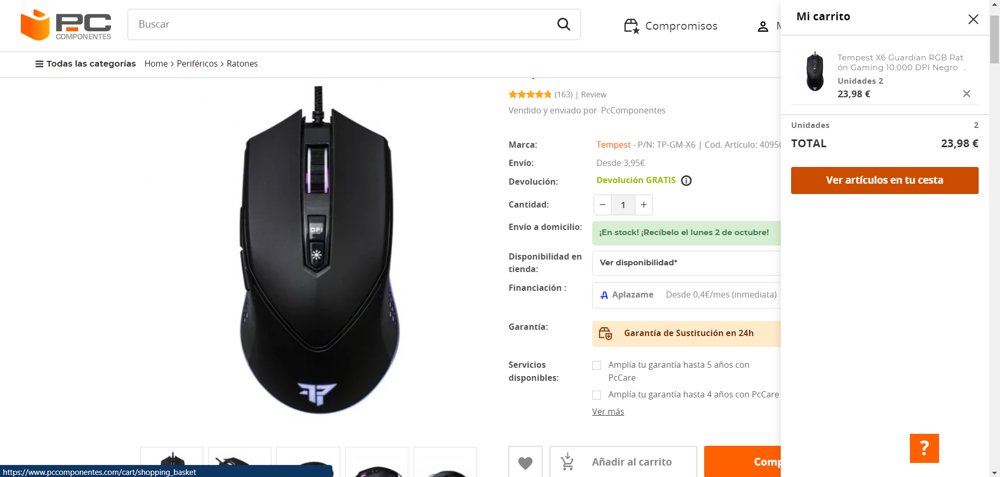 PC
COMPONENTES
Buscar
Compromisos
Mi carrito
Todas las categorías Home > Periféricos > Ratones
Tempest X6 Guardian RGB Rat
ón Gaming 10.000 DPI Negro ..
Unidades 2
23,98 €
Unidades 2
TOTAL 23,98 €
Ver artículos en tu cesta
(163) | Review
Vendido y enviado por PcComponentes
Marca: Tempest - P/N: TP-GM-X6 | Cod. Artículo: 4095
Envío: Desde 3,95€
Devolución: Devolución GRATIS
Cantidad: − 1 +
Envío a domicilio: ¡En stock! ¡Recíbelo el lunes 2 de octubre!
Disponibilidad en
tienda:
Ver disponibilidad*
Financiación : Aplazame Desde 0,4€/mes (inmediata)
Garantía: Garantía de Sustitución en 24h
Servicios
disponibles:
Amplía tu garantía hasta 5 años con
PcCare
Amplía tu garantía hasta 4 años con PcCare
Ver más
DPI
Añadir al carrito
Comp
?
https://www.pccomponentes.com/cart/shopping_basket